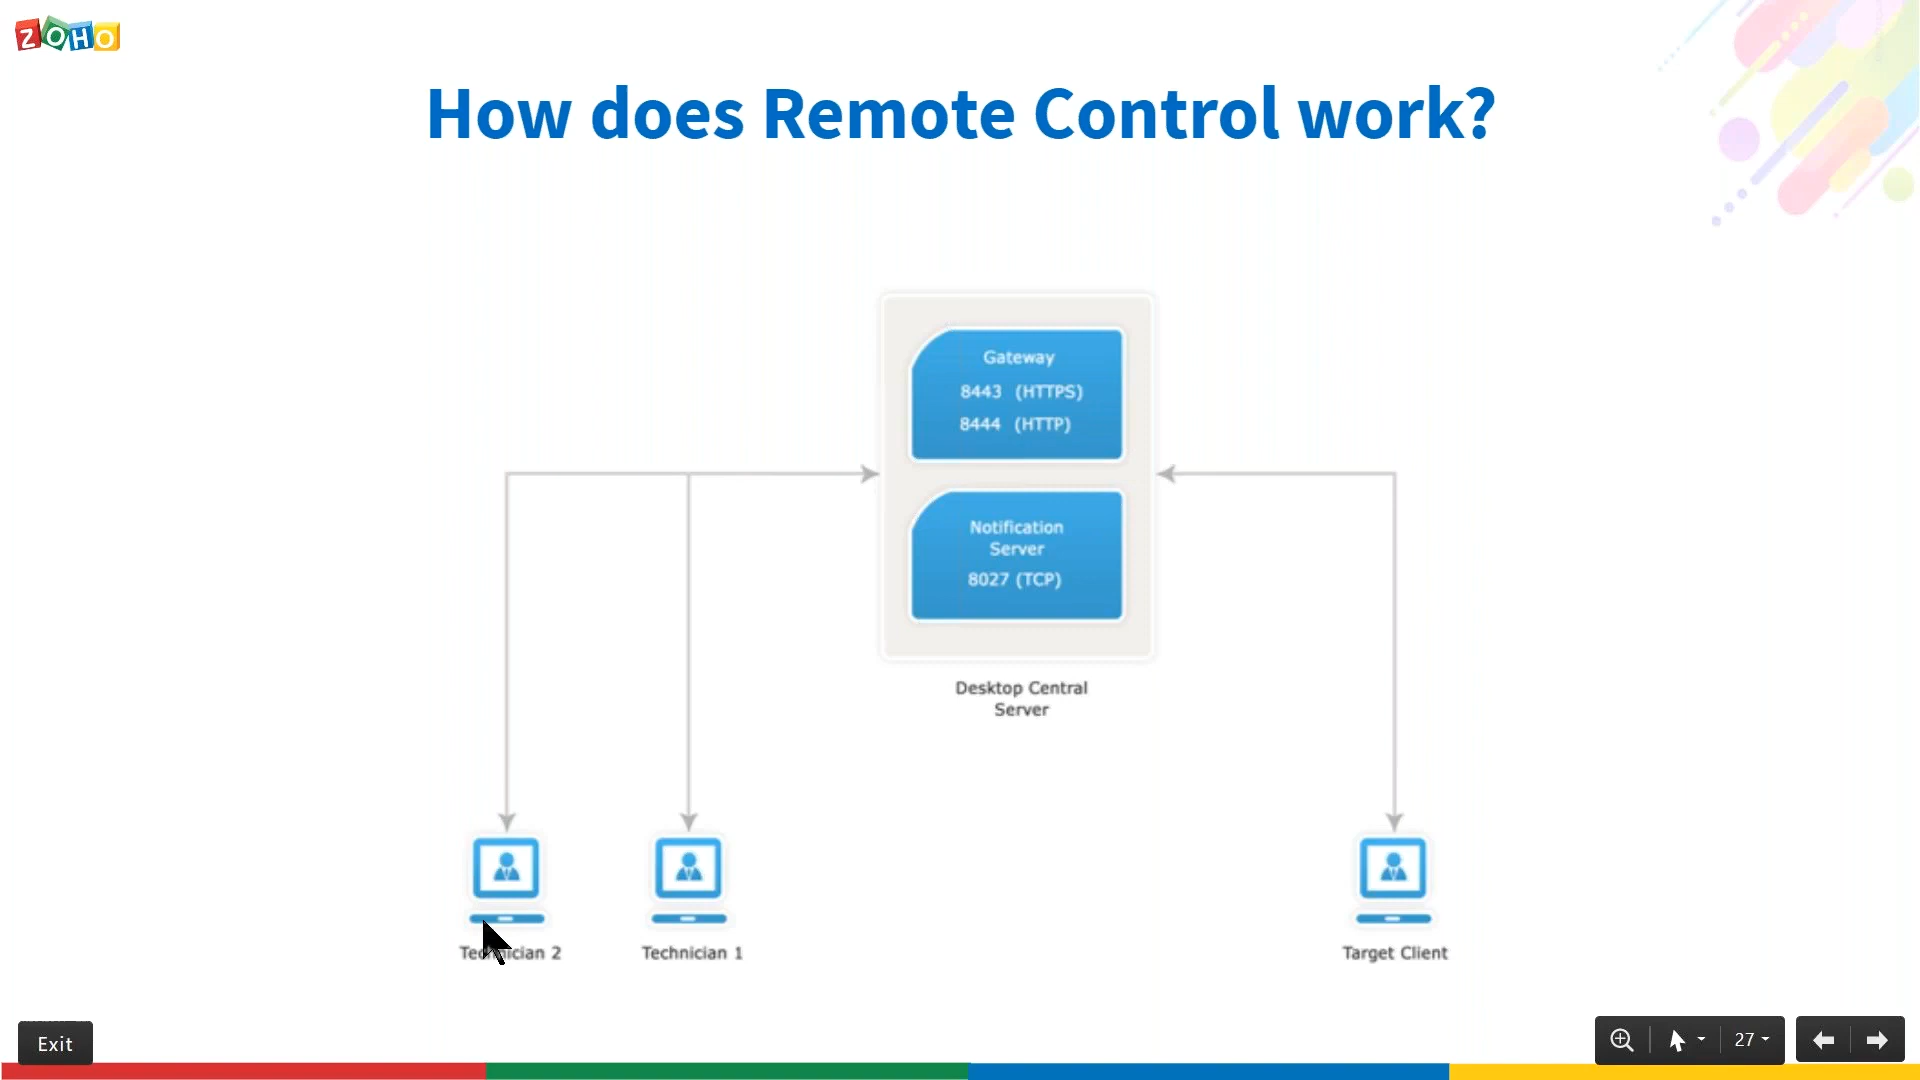 ZOHO
How does Remote Control work?
Gateway
8443 (HTTPS)
8444 (HTTP)
Notification
Server
8027 (TCP)
Desktop Central
Server
Technician 2
Technician 1
Target Client
Exit
27